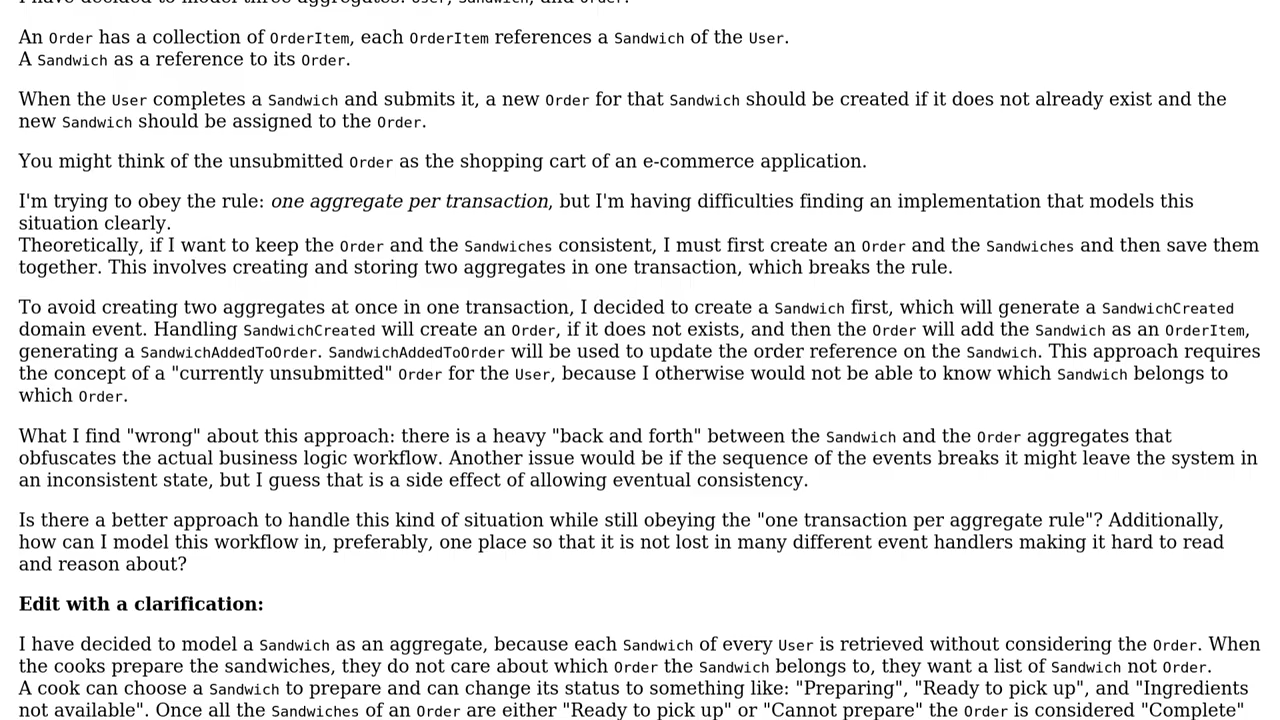 I have decided to model three aggregates: User, Sandwich, and Order.
An Order has a collection of OrderItem, each OrderItem references a Sandwich of the User.
A Sandwich as a reference to its Order.
When the User completes a Sandwich and submits it, a new Order for that Sandwich should be created if it does not already exist and the
new Sandwich should be assigned to the Order.
You might think of the unsubmitted Order as the shopping cart of an e-commerce application.
I'm trying to obey the rule: one aggregate per transaction, but I'm having difficulties finding an implementation that models this
situation clearly.
Theoretically, if I want to keep the Order and the Sandwiches consistent, I must first create an Order and the Sandwiches and then save them
together. This involves creating and storing two aggregates in one transaction, which breaks the rule.
To avoid creating two aggregates at once in one transaction, I decided to create a Sandwich first, which will generate a SandwichCreated
domain event. Handling SandwichCreated will create an Order, if it does not exists, and then the Order will add the Sandwich as an OrderItem,
generating a SandwichAddedToOrder. SandwichAddedToOrder will be used to update the order reference on the Sandwich. This approach requires
the concept of a "currently unsubmitted" Order for the User, because I otherwise would not be able to know which Sandwich belongs to
which Order.
What I find "wrong" about this approach: there is a heavy "back and forth" between the Sandwich and the Order aggregates that
obfuscates the actual business logic workflow. Another issue would be if the sequence of the events breaks it might leave the system in
an inconsistent state, but I guess that is a side effect of allowing eventual consistency.
Is there a better approach to handle this kind of situation while still obeying the "one transaction per aggregate rule"? Additionally,
how can I model this workflow in, preferably, one place so that it is not lost in many different event handlers making it hard to read
and reason about?
Edit with a clarification:
I have decided to model a Sandwich as an aggregate, because each Sandwich of every User is retrieved without considering the Order. When
the cooks prepare the sandwiches, they do not care about which Order the Sandwich belongs to, they want a list of Sandwich not Order.
A cook can choose a Sandwich to prepare and can change its status to something like: "Preparing", "Ready to pick up", and "Ingredients
not available". Once all the Sandwiches of an Order are either "Ready to pick up" or "Cannot prepare" the Order is considered "Complete"